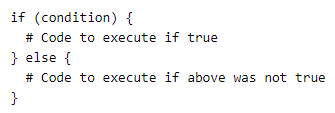 if (condition) {
  # Code to execute if true
} else {
  # Code to execute if above was not true
}